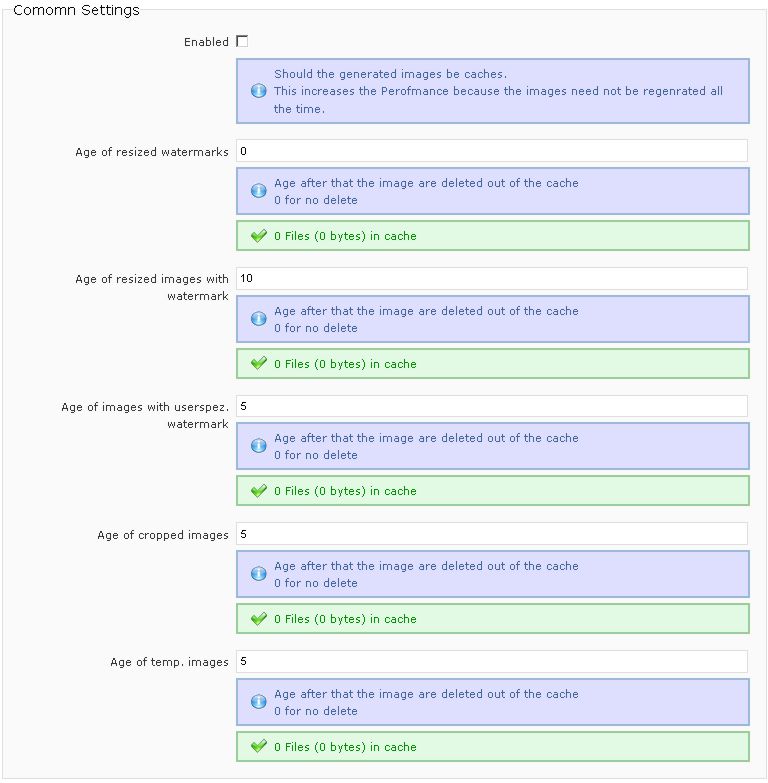 Comomn Settings
Enabled
Should the generated images be caches.
This increases the Perofmance because the images need not be regenrated all
the time.
Age of resized watermarks
0
Age after that the image are deleted out of the cache
0 for no delete
0 Files (0 bytes) in cache
Age of resized images with
watermark
10
Age after that the image are deleted out of the cache
0 for no delete
0 Files (0 bytes) in cache
Age of images with userspez.
watermark
5
Age after that the image are deleted out of the cache
0 for no delete
0 Files (0 bytes) in cache
Age of cropped images
5
Age after that the image are deleted out of the cache
0 for no delete
0 Files (0 bytes) in cache
Age of temp. images
5
Age after that the image are deleted out of the cache
0 for no delete
0 Files (0 bytes) in cache